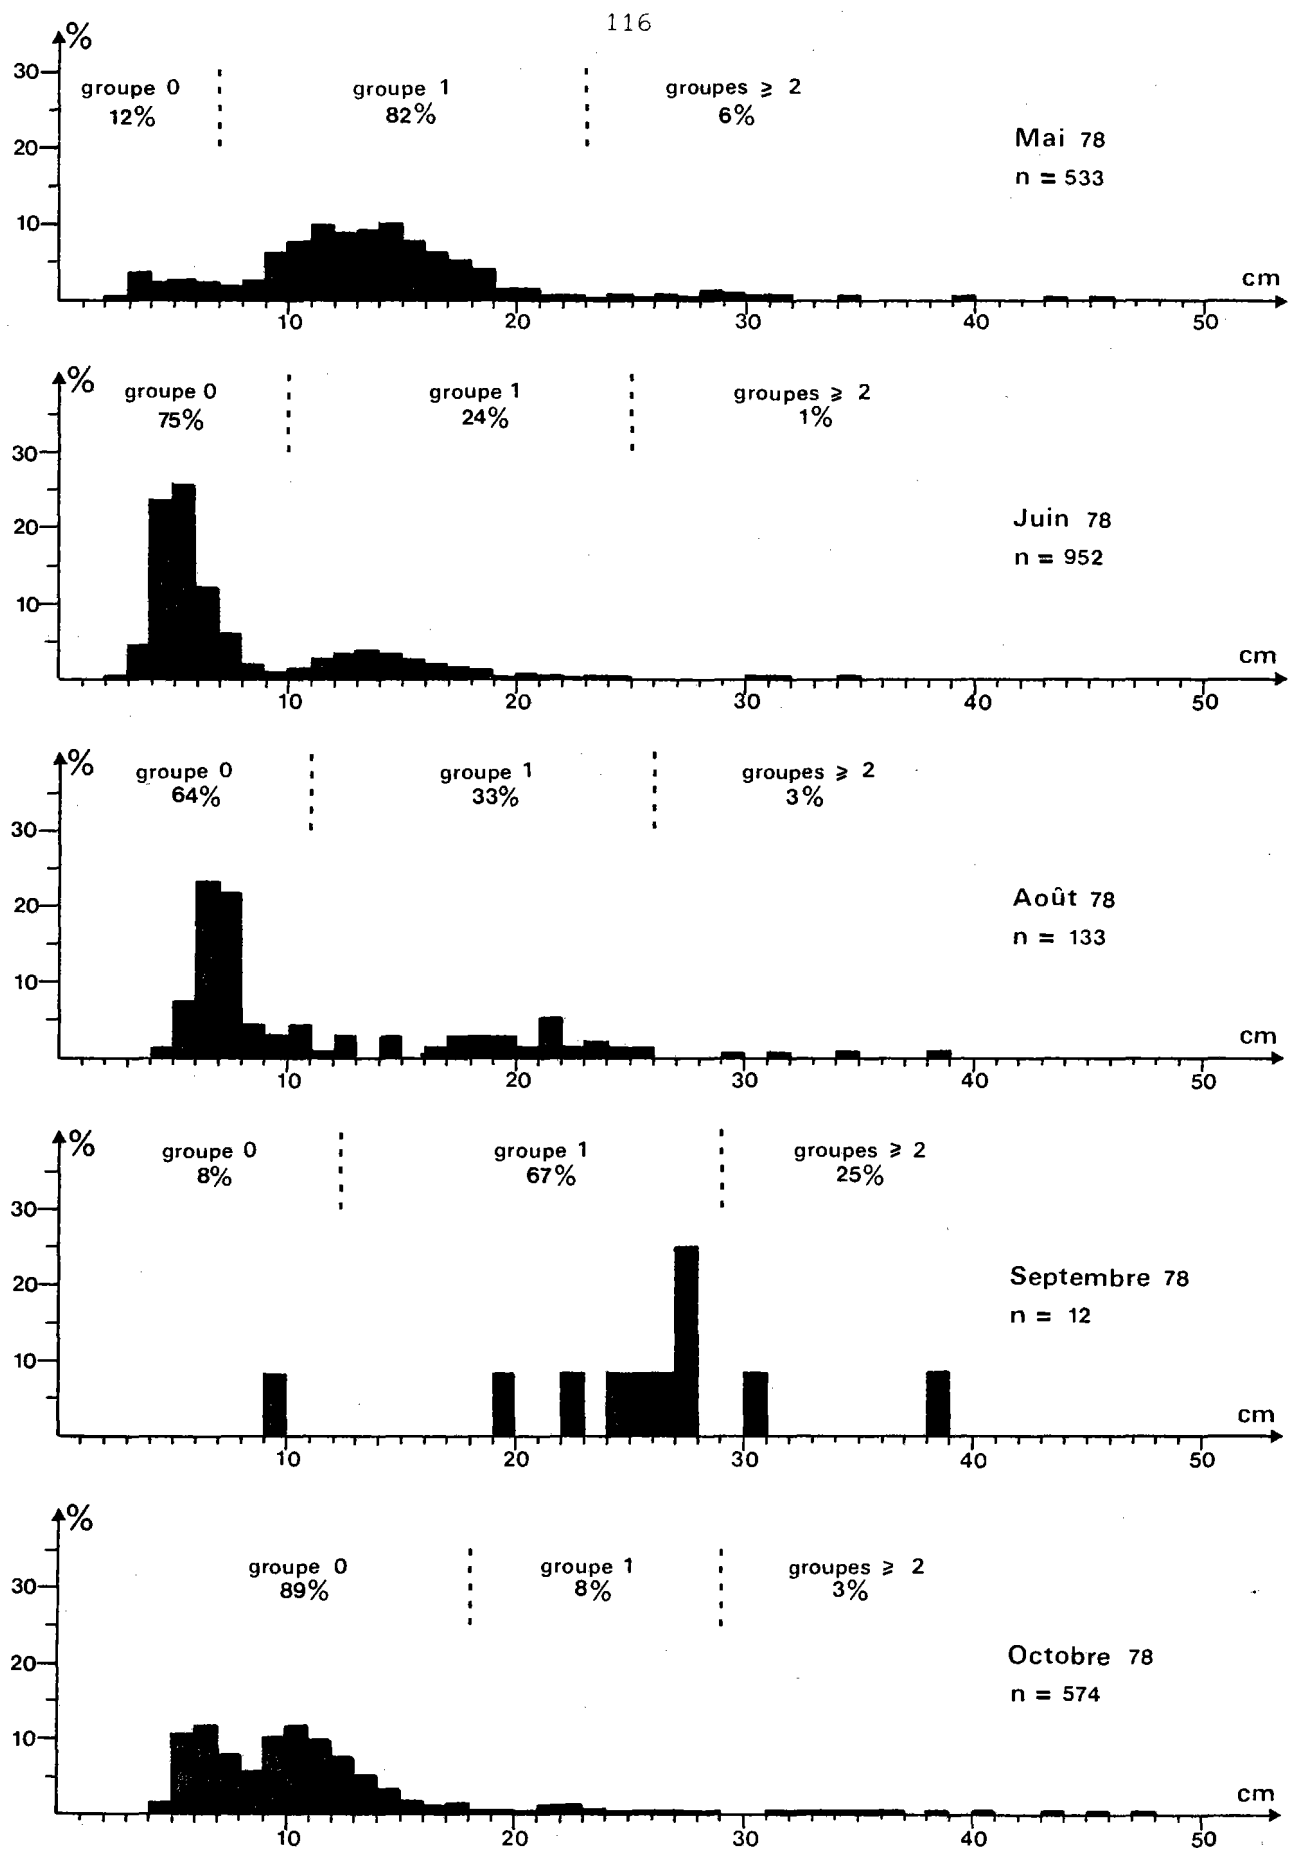 116
%
groupe 0 groupe 1 groupes ⩾ 2
12% 82% 6%
30
20
10
Mai 78
n = 533
cm
10 20 30 40 50
%
groupe 0 groupe 1 groupes ⩾ 2
75% 24% 1%
30
20
10
Juin 78
n = 952
cm
10 20 30 40 50
%
groupe 0 groupe 1 groupes ⩾ 2
64% 33% 3%
30
20
10
Août 78
n = 133
cm
10 20 30 40 50
%
groupe 0 groupe 1 groupes ⩾ 2
8% 67% 25%
30
20
10
Septembre 78
n = 12
cm
10 20 30 40 50
%
groupe 0 groupe 1 groupes ⩾ 2
89% 8% 3%
30
20
10
Octobre 78
n = 574
cm
10 20 30 40 50